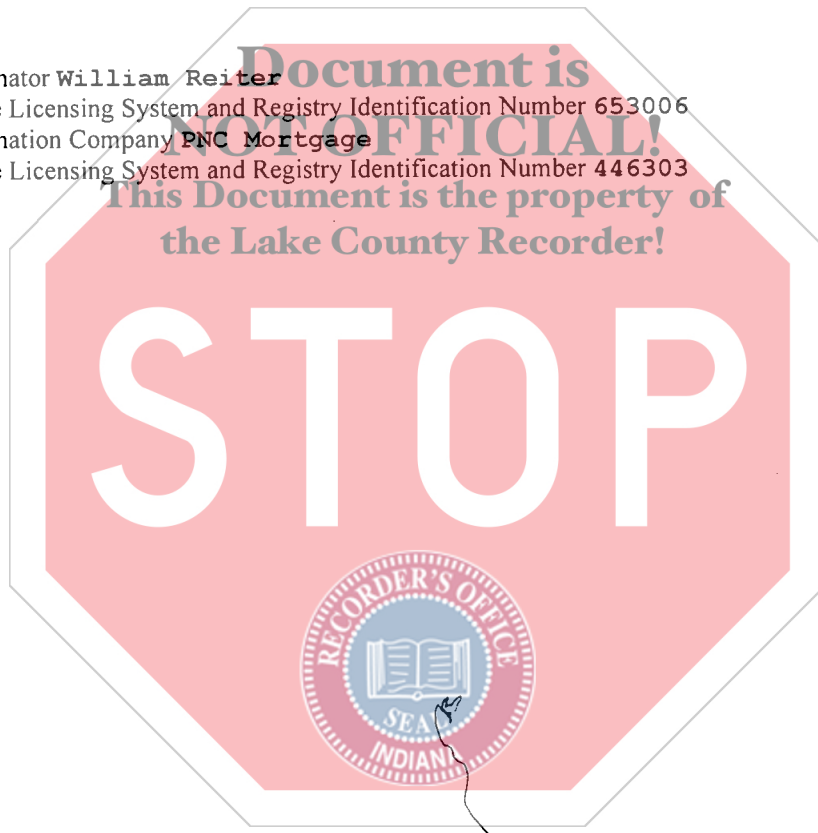 nator William Reiter
Document is
e Licensing System and Registry Identification Number 653006
NOT OFFICIAL!
nation Company PNC Mortgage
e Licensing System and Registry Identification Number 446303
This Document is the property of
the Lake County Recorder!
STOP
RECORDER'S OFFICE
SEAL
INDIANA